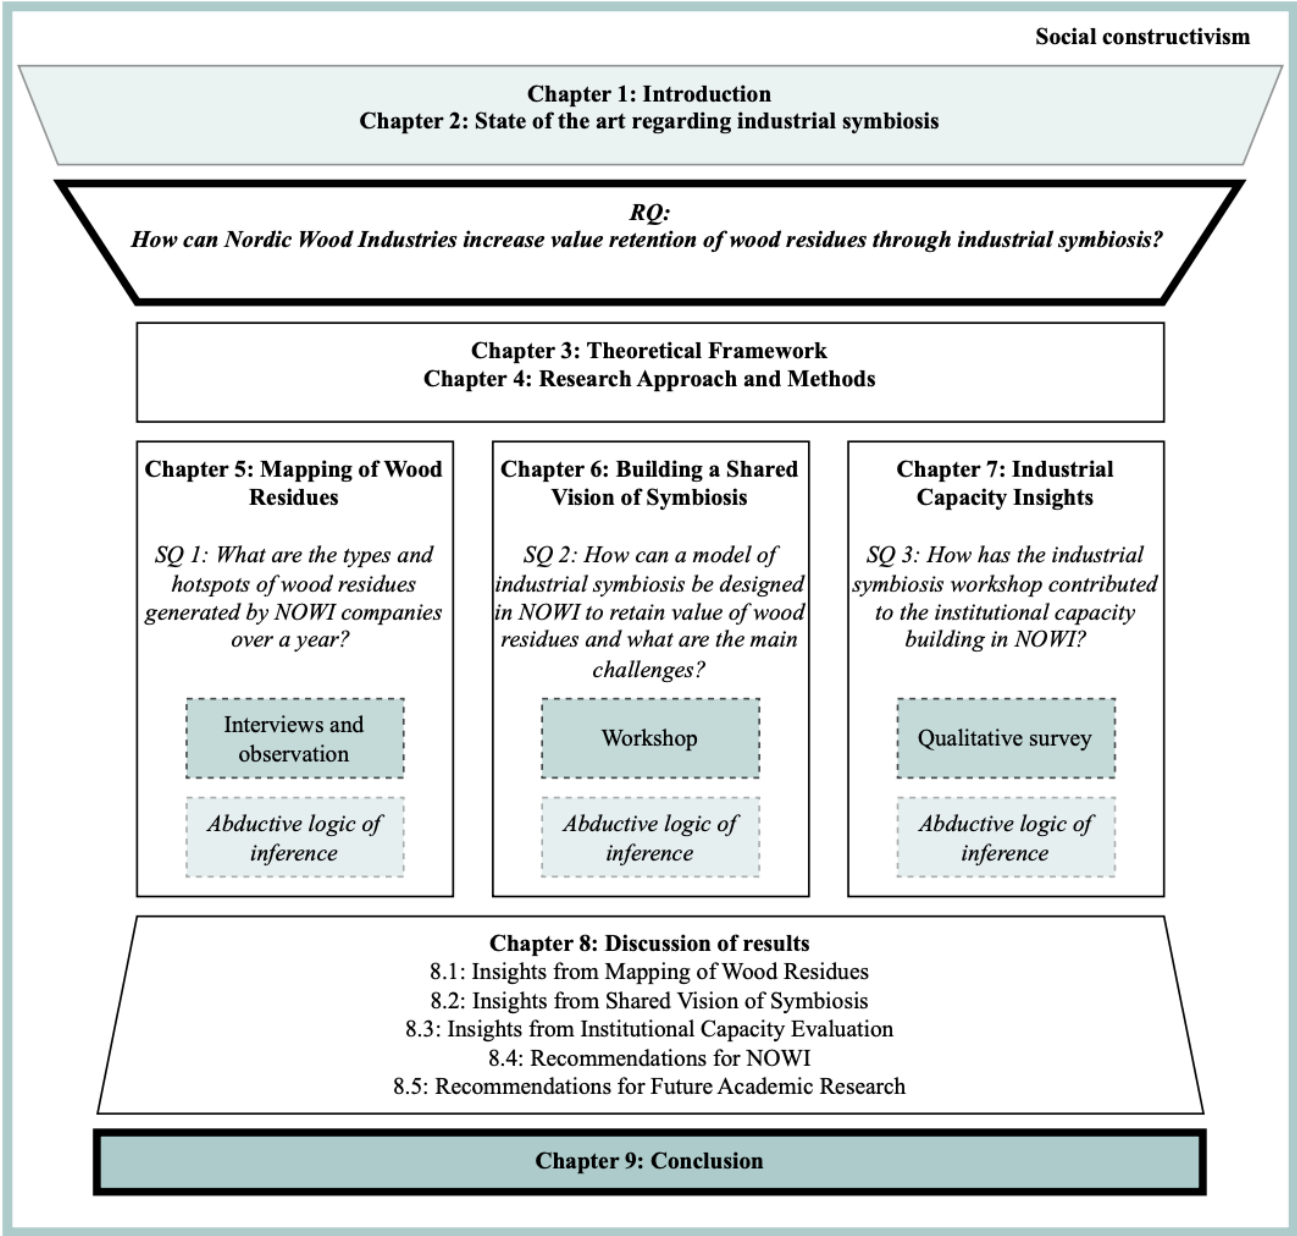 Social constructivism
Chapter 1: Introduction
Chapter 2: State of the art regarding industrial symbiosis
RQ:
How can Nordic Wood Industries increase value retention of wood residues through industrial symbiosis?
Chapter 3: Theoretical Framework
Chapter 4: Research Approach and Methods
Chapter 5: Mapping of Wood
Residues
SQ 1: What are the types and
hotspots of wood residues
generated by NOWI companies
over a year?
Interviews and
observation
Abductive logic of
inference
Chapter 6: Building a Shared
Vision of Symbiosis
SQ 2: How can a model of
industrial symbiosis be designed
in NOWI to retain value of wood
residues and what are the main
challenges?
Workshop
Abductive logic of
inference
Chapter 7: Industrial
Capacity Insights
SQ 3: How has the industrial
symbiosis workshop contributed
to the institutional capacity
building in NOWI?
Qualitative survey
Abductive logic of
inference
Chapter 8: Discussion of results
8.1: Insights from Mapping of Wood Residues
8.2: Insights from Shared Vision of Symbiosis
8.3: Insights from Institutional Capacity Evaluation
8.4: Recommendations for NOWI
8.5: Recommendations for Future Academic Research
Chapter 9: Conclusion